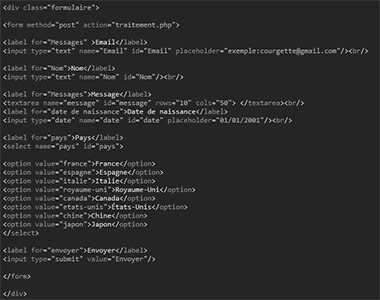 <div class="formulaire">
<form method="post" action="traitement.php">
<label for="Messages" >Email</label>
<input type="text" name="Email" id="Email" placeholder="exemple:courgette@gmail.com"/><br/>
<label for="Nom">Nom</label>
<input type="text" name="Nom" id="Nom"/><br/>
<label for="Messages">Message</label>
<textarea name="message" id="message" rows="10" cols="50"> </textarea><br/>
<label for="date de naissance">Date de naissance</label>
<input type="text" name="date" id="date" placeholder="01/01/2001"/><br/>
<label for="pays">Pays</label>
<select name="pays" id="pays">
<option value="france">France</option>
<option value="espagne">Espagne</option>
<option value="italie">Italie</option>
<option value="royaume-uni">Royaume-Uni</option>
<option value="canada">Canada</option>
<option value="etats-unis">États-Unis</option>
<option value="chine">Chine</option>
<option value="japon">Japon</option>
</select>
<label for="envoyer">Envoyer</label>
<input type="submit" value="Envoyer"/>
</form>
</div>